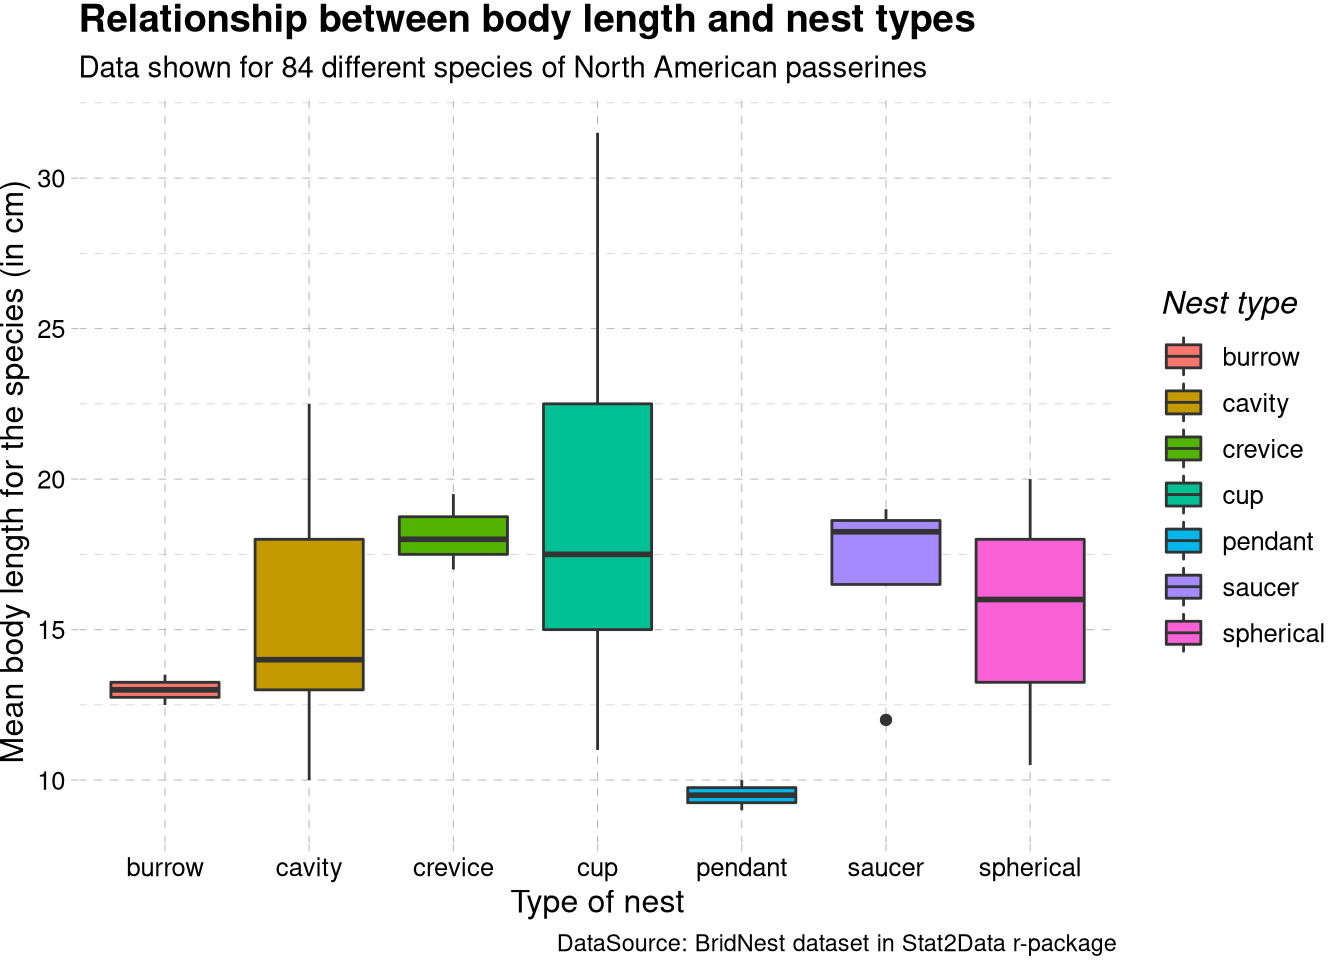 Relationship between body length and nest types
Data shown for 84 different species of North American passerines
Mean body length for the species (in cm)
30
25
20
15
10
burrow cavity crevice cup pendant saucer spherical
Type of nest
Nest type
burrow
cavity
crevice
cup
pendant
saucer
spherical
DataSource: BridNest dataset in Stat2Data r-package